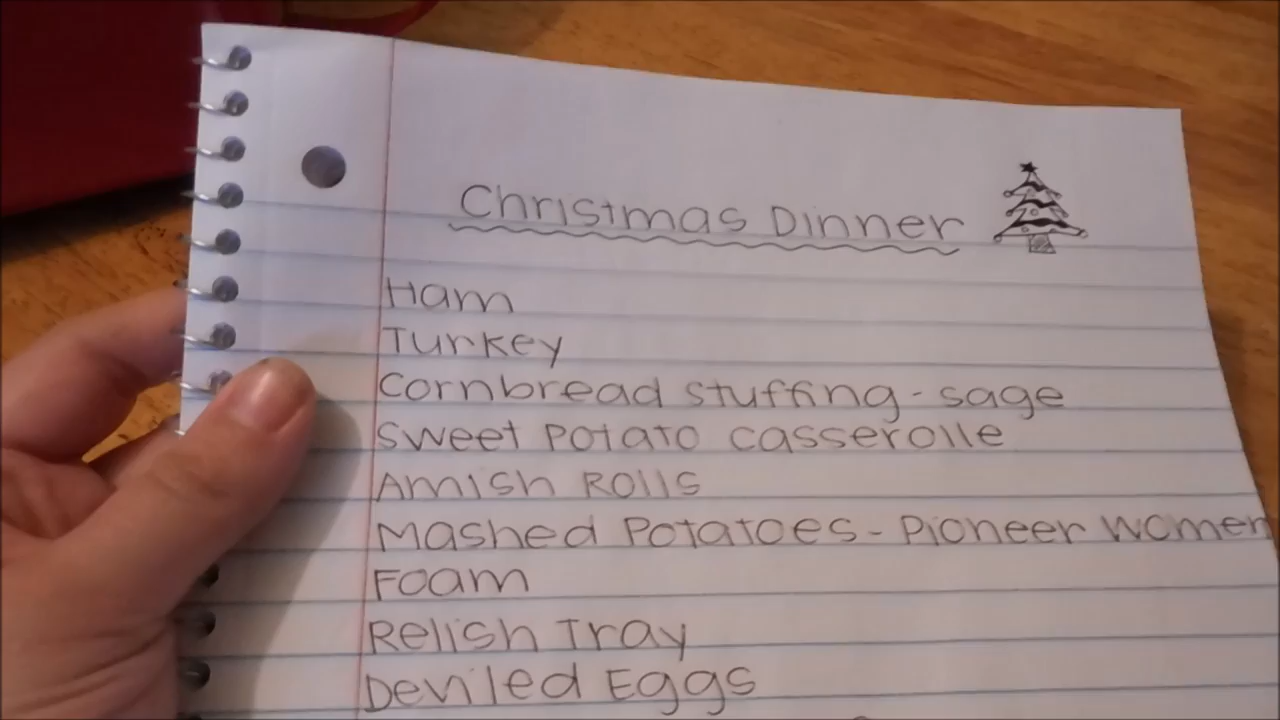 Christmas Dinner
Ham
Turkey
Cornbread stuffing - sage
Sweet Potato casserolle
Amish Rolls
Mashed Potatoes - Pioneer Women
Foam
Relish Tray
Deviled Eggs